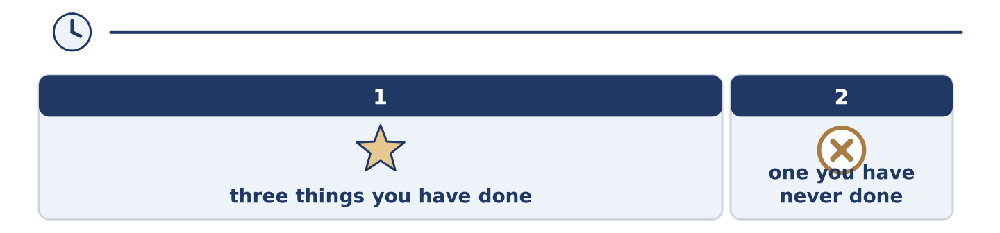 1
2
three things you have done
one you have
never done